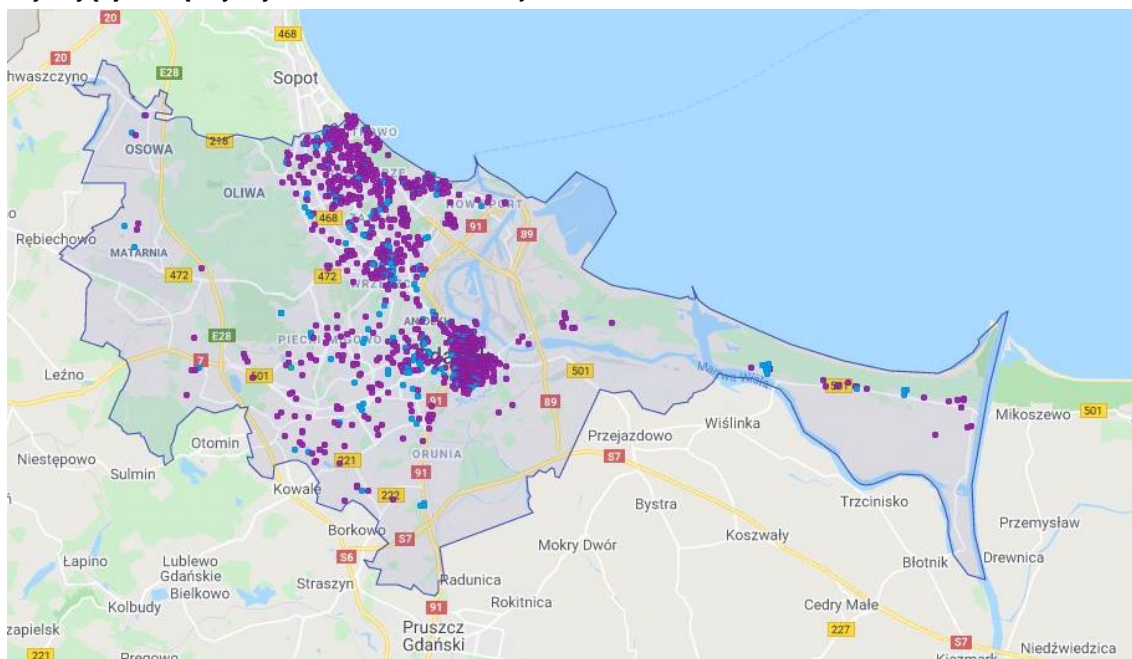 20
468
20
hwaszczyno
E28
Sopot
218
OSOWA
OLIWA
468
91
89
Rębiechowo
MATARNIA
472
472
E28
7
Leźno
501
501
501
Mikoszewo
501
91
89
Wiślinka
Przejazdowo
Otomin
ORUNIA
S7
Niestępowo
Sulmin
221
91
Kowale
222
Bystra
Trzcinisko
Przemysław
Borkowo
S7
Koszwały
S6
Mokry Dwór
Łapino
Lublewo
Gdańskie
Błotnik
Drewnica
Bielkowo
Straszyn
Radunica
Kolbudy
91
Rokitnica
Cedry Małe
Pruszcz
Gdański
227
S7
zapielsk
221
Niedźwiedzica
Pręgowo